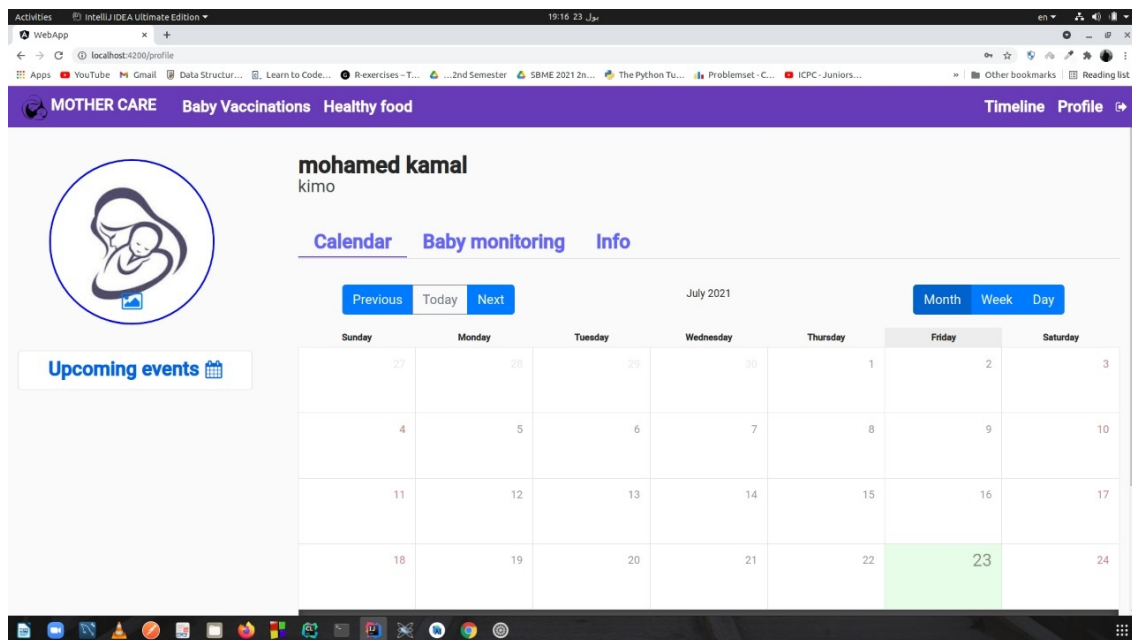 Activities IntelliJ IDEA Ultimate Edition 19:16 23 يول en
WebApp
localhost:4200/profile
Apps YouTube Gmail Data Structur... Learn to Code... R-exercises – T... ...2nd Semester SBME 2021 2n... The Python Tu... Problemset - C... ICPC - Juniors... » Other bookmarks Reading list
MOTHER CARE Baby Vaccinations Healthy food Timeline Profile
mohamed kamal
kimo
Calendar Baby monitoring Info
Previous Today Next July 2021 Month Week Day
Upcoming events
Sunday Monday Tuesday Wednesday Thursday Friday Saturday
27 28 29 30 1 2 3
4 5 6 7 8 9 10
11 12 13 14 15 16 17
18 19 20 21 22 23 24